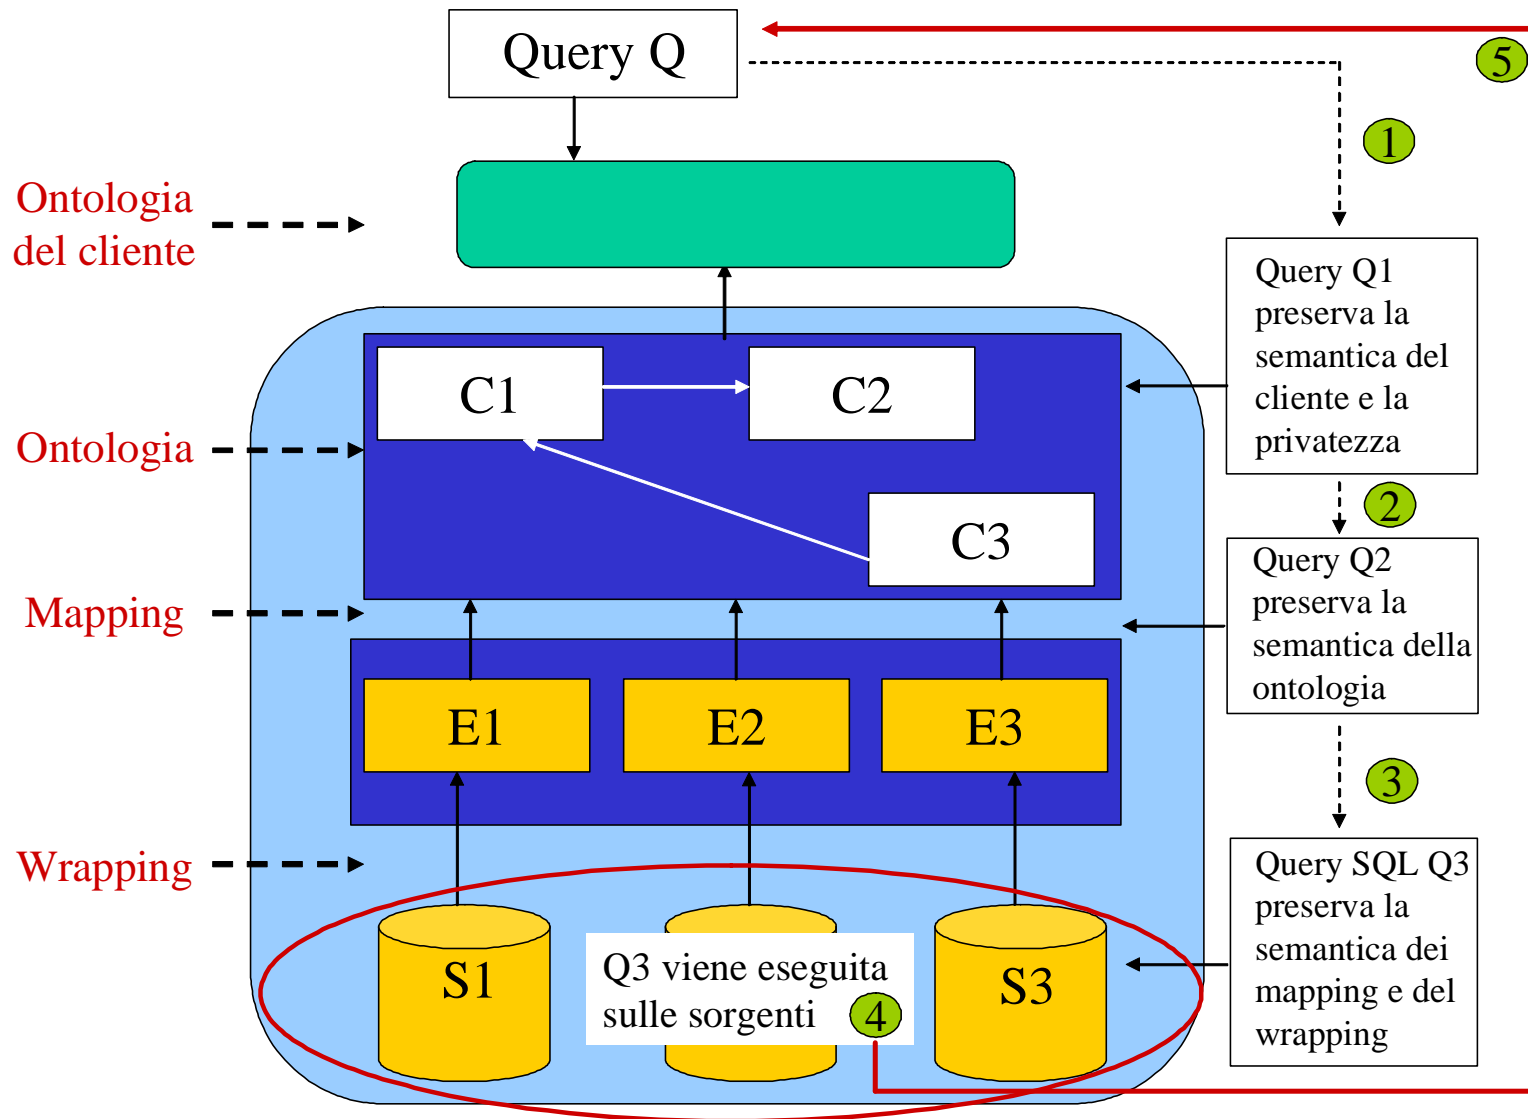 Query Q
5
1
Ontologia
del cliente
Query Q1
preserva la
semantica del
cliente e la
privatezza
C1
C2
Ontologia
2
C3
Query Q2
preserva la
semantica della
ontologia
Mapping
E1
E2
E3
3
Wrapping
Query SQL Q3
preserva la
semantica dei
mapping e del
wrapping
S1
Q3 viene eseguita
sulle sorgenti
4
S3